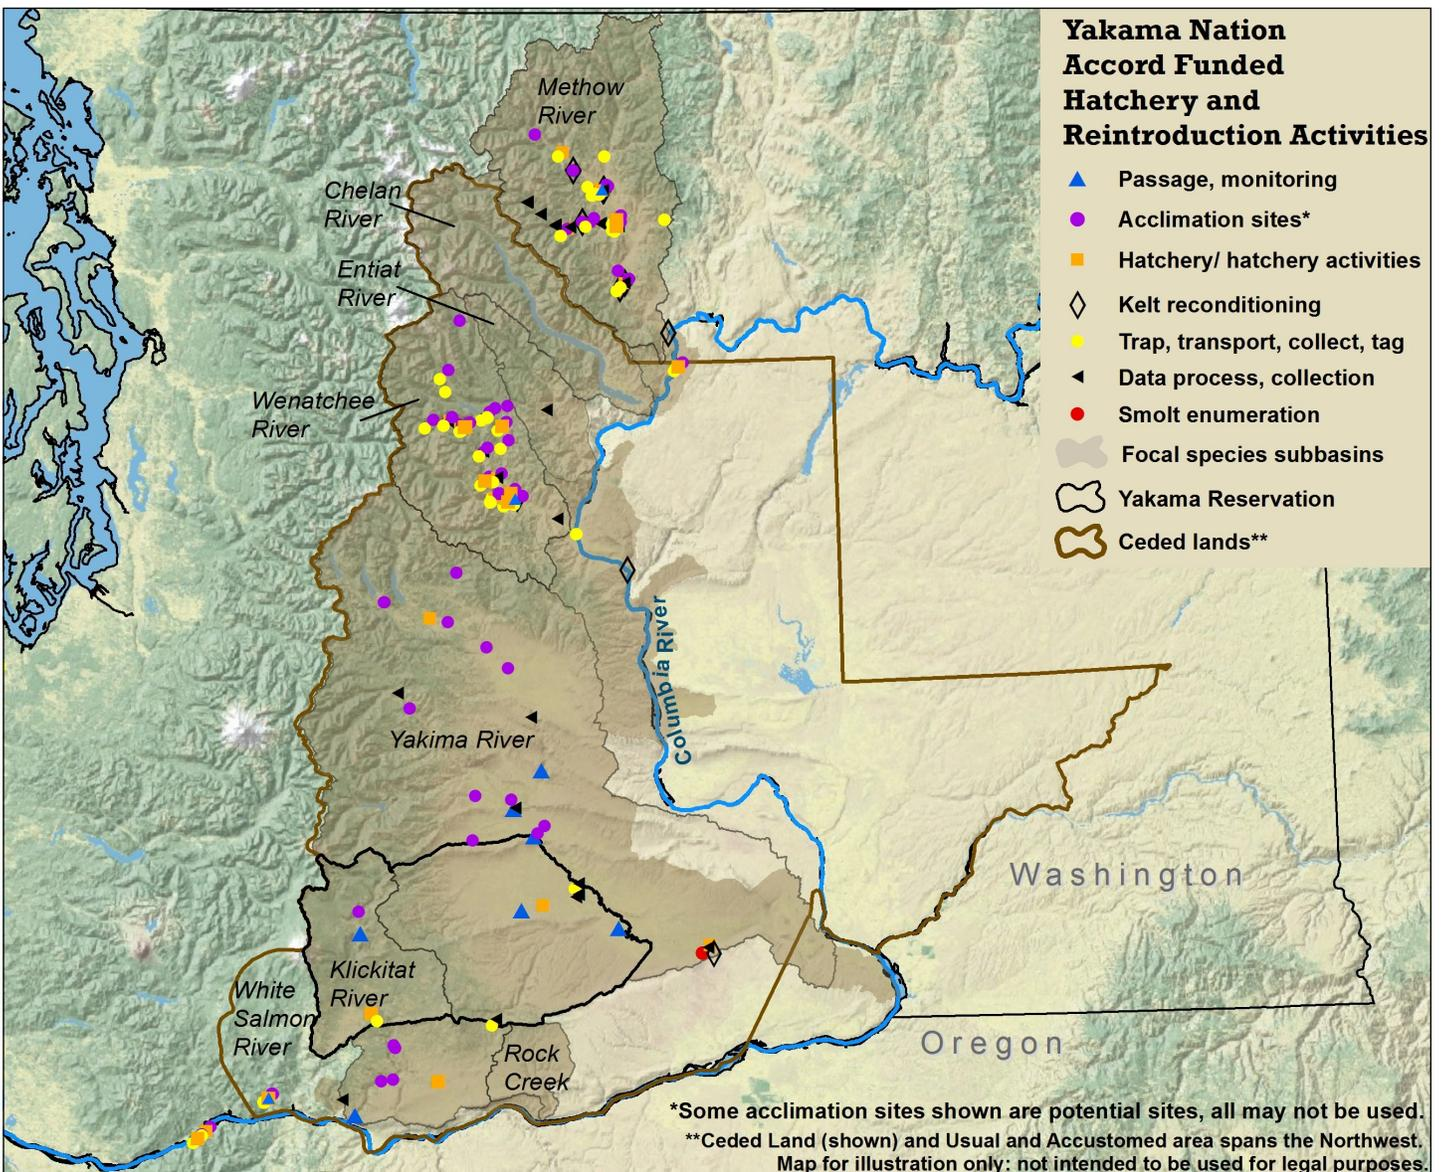 Yakama Nation
Accord Funded
Hatchery and
Reintroduction Activities
Passage, monitoring
Acclimation sites*
Hatchery/ hatchery activities
Kelt reconditioning
Trap, transport, collect, tag
Data process, collection
Smolt enumeration
Focal species subbasins
Yakama Reservation
Ceded lands**
Methow
River
Chelan
River
Entiat
River
Wenatchee
River
Columbia River
Yakima River
Klickitat
River
White
Salmon
River
Rock
Creek
Washington
Oregon
*Some acclimation sites shown are potential sites, all may not be used.
**Ceded Land (shown) and Usual and Accustomed area spans the Northwest.
Map for illustration only: not intended to be used for legal purposes.